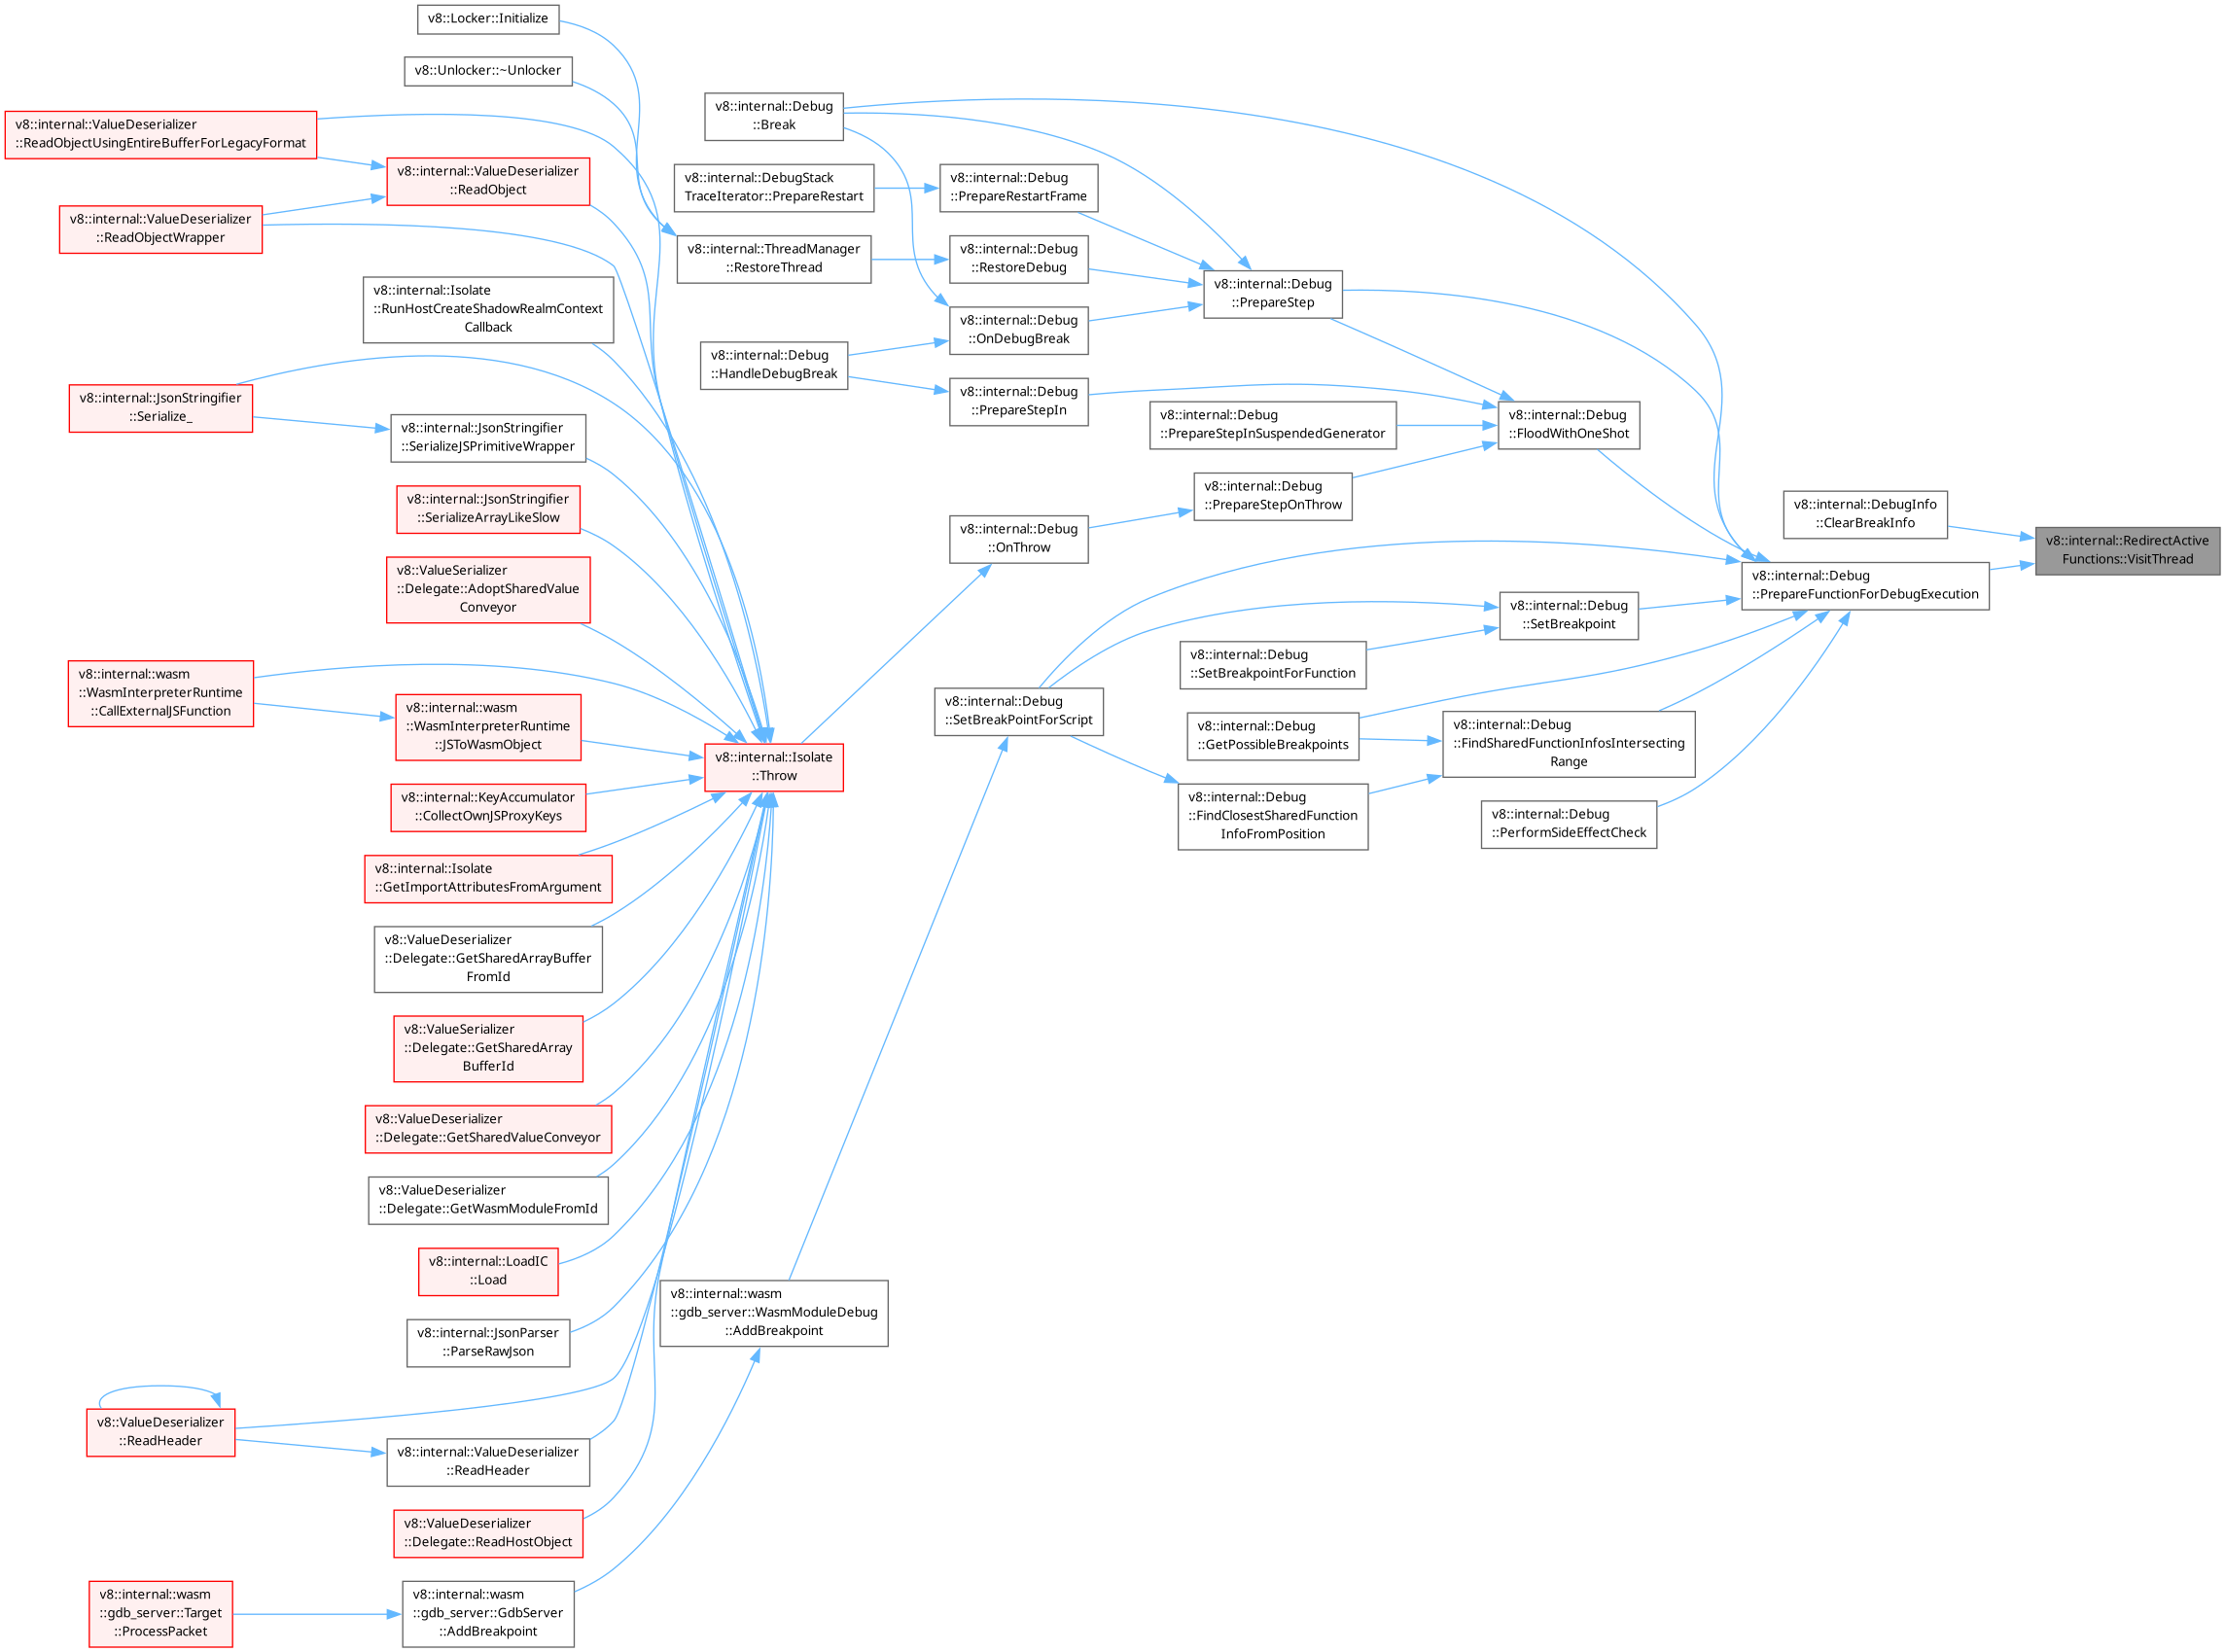 v8::Locker::Initialize
v8::Unlocker::~Unlocker
v8::internal::ValueDeserializer
::ReadObjectUsingEntireBufferForLegacyFormat
v8::internal::ValueDeserializer
::ReadObject
v8::internal::ValueDeserializer
::ReadObjectWrapper
v8::internal::Isolate
::RunHostCreateShadowRealmContext
Callback
v8::internal::JsonStringifier
::Serialize_
v8::internal::JsonStringifier
::SerializeJSPrimitiveWrapper
v8::internal::JsonStringifier
::SerializeArrayLikeSlow
v8::ValueSerializer
::Delegate::AdoptSharedValue
Conveyor
v8::internal::wasm
::WasmInterpreterRuntime
::CallExternalJSFunction
v8::internal::wasm
::WasmInterpreterRuntime
::JSToWasmObject
v8::internal::KeyAccumulator
::CollectOwnJSProxyKeys
v8::internal::Isolate
::GetImportAttributesFromArgument
v8::ValueDeserializer
::Delegate::GetSharedArrayBuffer
FromId
v8::ValueSerializer
::Delegate::GetSharedArray
BufferId
v8::ValueDeserializer
::Delegate::GetSharedValueConveyor
v8::ValueDeserializer
::Delegate::GetWasmModuleFromId
v8::internal::LoadIC
::Load
v8::internal::JsonParser
::ParseRawJson
v8::ValueDeserializer
::ReadHeader
v8::internal::ValueDeserializer
::ReadHeader
v8::ValueDeserializer
::Delegate::ReadHostObject
v8::internal::wasm
::gdb_server::Target
::ProcessPacket
v8::internal::wasm
::gdb_server::GdbServer
::AddBreakpoint
v8::internal::Debug
::Break
v8::internal::DebugStack
TraceIterator::PrepareRestart
v8::internal::ThreadManager
::RestoreThread
v8::internal::Debug
::HandleDebugBreak
v8::internal::Isolate
::Throw
v8::internal::wasm
::gdb_server::WasmModuleDebug
::AddBreakpoint
v8::internal::Debug
::PrepareRestartFrame
v8::internal::Debug
::RestoreDebug
v8::internal::Debug
::OnDebugBreak
v8::internal::Debug
::PrepareStepIn
v8::internal::Debug
::OnThrow
v8::internal::Debug
::SetBreakPointForScript
v8::internal::Debug
::PrepareStep
v8::internal::Debug
::PrepareStepInSuspendedGenerator
v8::internal::Debug
::PrepareStepOnThrow
v8::internal::Debug
::SetBreakpointForFunction
v8::internal::Debug
::GetPossibleBreakpoints
v8::internal::Debug
::FindClosestSharedFunction
InfoFromPosition
v8::internal::Debug
::FloodWithOneShot
v8::internal::Debug
::SetBreakpoint
v8::internal::Debug
::FindSharedFunctionInfosIntersecting
Range
v8::internal::Debug
::PerformSideEffectCheck
v8::internal::DebugInfo
::ClearBreakInfo
v8::internal::Debug
::PrepareFunctionForDebugExecution
v8::internal::RedirectActive
Functions::VisitThread